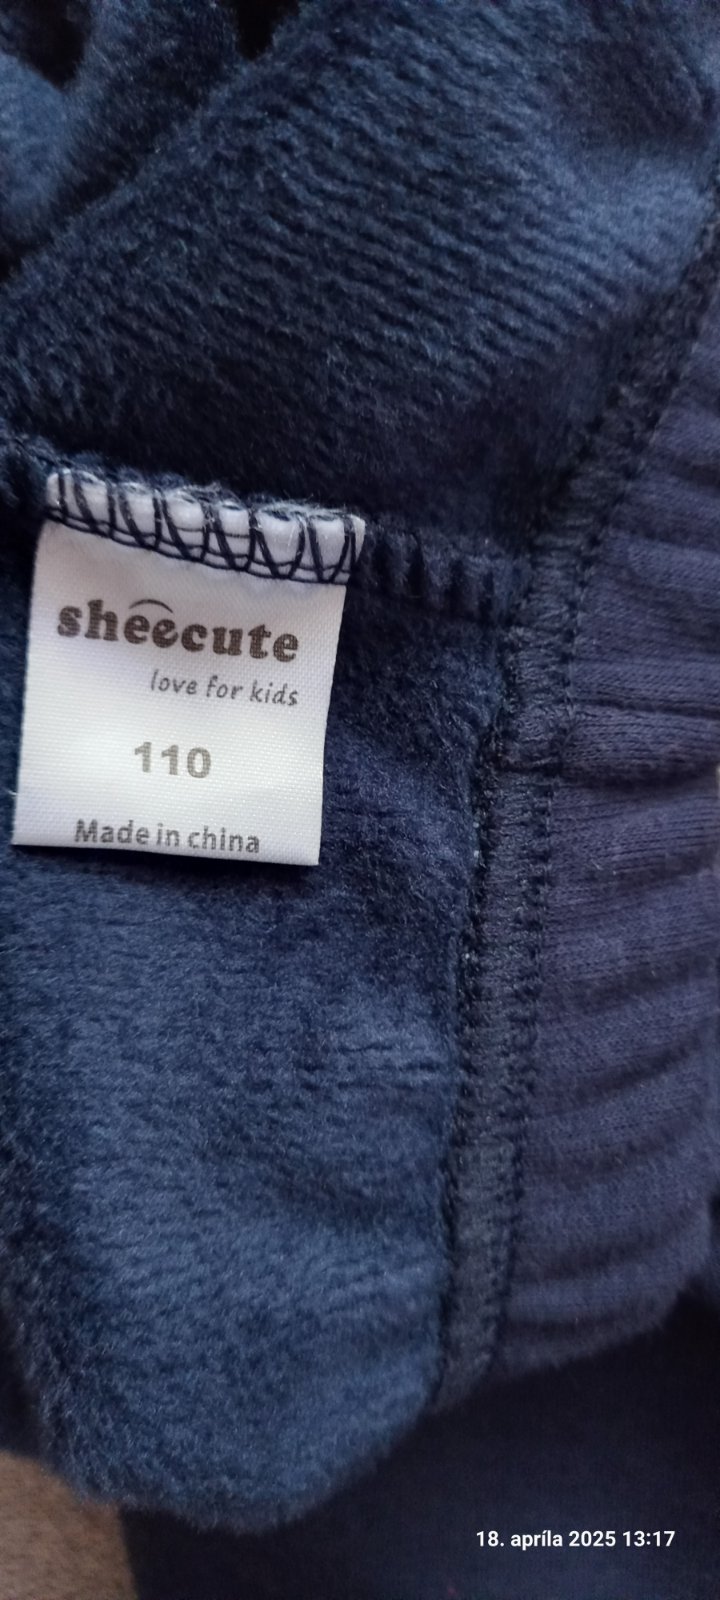 sheecute
love for kids
110
Made in china
18. apríla 2025 13:17